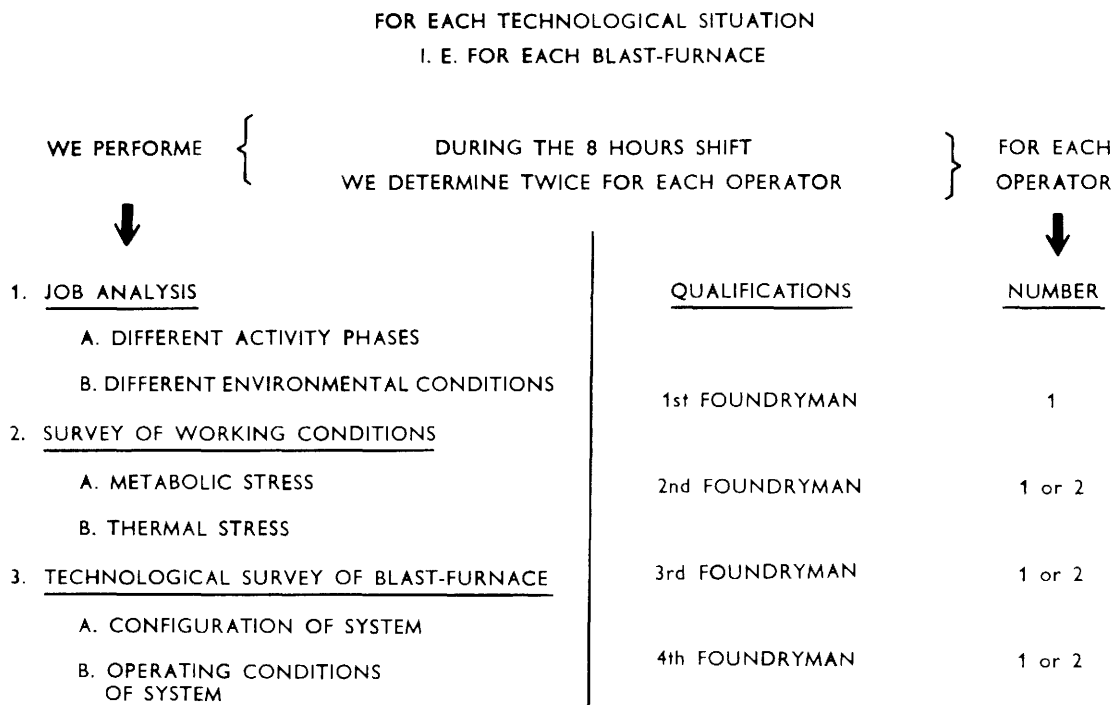 FOR EACH TECHNOLOGICAL SITUATION
I. E. FOR EACH BLAST-FURNACE
WE PERFORME
DURING THE 8 HOURS SHIFT
WE DETERMINE TWICE FOR EACH OPERATOR
FOR EACH
OPERATOR
1. JOB ANALYSIS
A. DIFFERENT ACTIVITY PHASES
B. DIFFERENT ENVIRONMENTAL CONDITIONS
2. SURVEY OF WORKING CONDITIONS
A. METABOLIC STRESS
B. THERMAL STRESS
3. TECHNOLOGICAL SURVEY OF BLAST-FURNACE
A. CONFIGURATION OF SYSTEM
B. OPERATING CONDITIONS
OF SYSTEM
QUALIFICATIONS
NUMBER
1st FOUNDRYMAN
1
2nd FOUNDRYMAN
1 or 2
3rd FOUNDRYMAN
1 or 2
4th FOUNDRYMAN
1 or 2